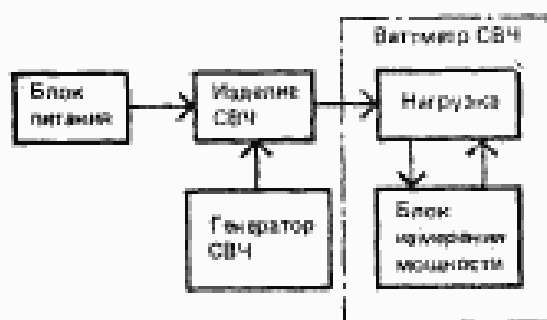 Ваттметр СВЧ
Блок
питания
Изделие
СВЧ
Нагрузка
Генератор
СВЧ
Блок
измерения
мощности